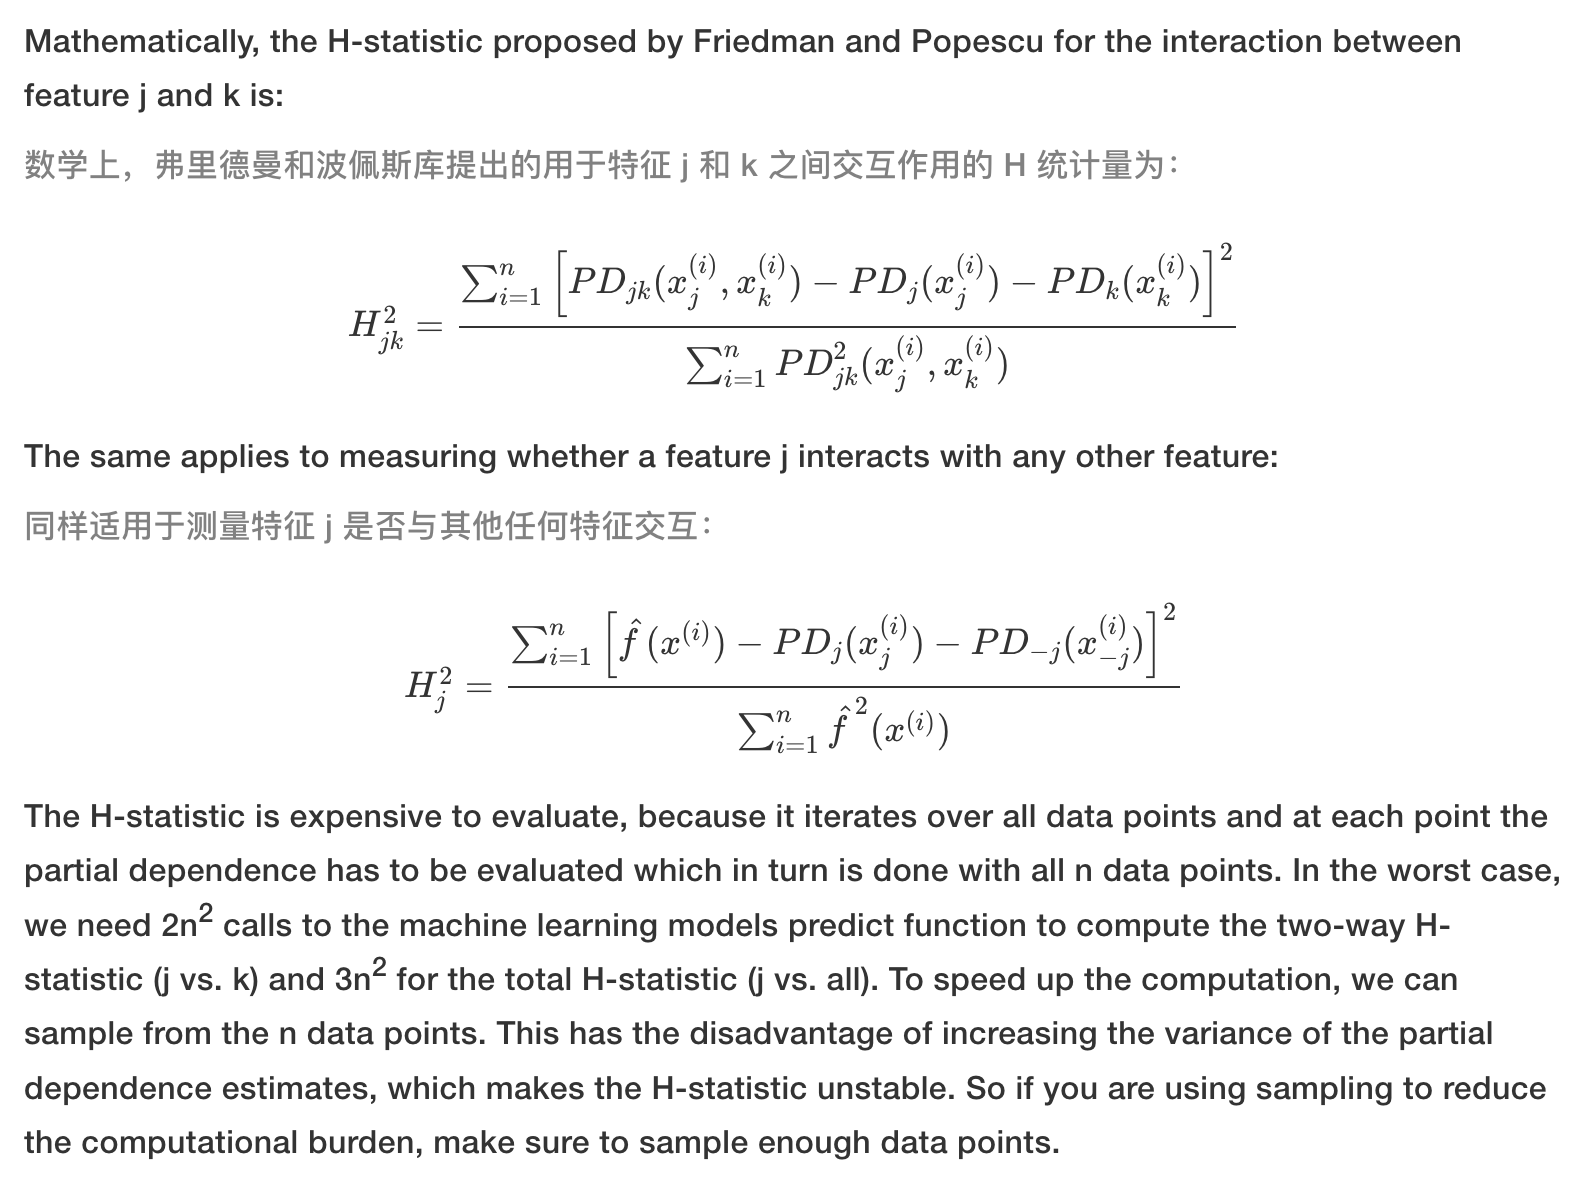 Mathematically, the H-statistic proposed by Friedman and Popescu for the interaction between
feature j and k is:
数学上，弗里德曼和波佩斯库提出的用于特征 j 和 k 之间交互作用的 H 统计量为：
$$H_{jk}^2 = \frac{\sum_{i=1}^n \left[ PD_{jk}(x_j^{(i)}, x_k^{(i)}) - PD_j(x_j^{(i)}) - PD_k(x_k^{(i)}) \right]^2}{\sum_{i=1}^n PD_{jk}^2(x_j^{(i)}, x_k^{(i)})}$$
The same applies to measuring whether a feature j interacts with any other feature:
同样适用于测量特征 j 是否与其他任何特征交互：
$$H_j^2 = \frac{\sum_{i=1}^n \left[ \hat{f}(x^{(i)}) - PD_j(x_j^{(i)}) - PD_{-j}(x_{-j}^{(i)}) \right]^2}{\sum_{i=1}^n \hat{f}^2(x^{(i)})}$$
The H-statistic is expensive to evaluate, because it iterates over all data points and at each point the
partial dependence has to be evaluated which in turn is done with all n data points. In the worst case,
we need 2n² calls to the machine learning models predict function to compute the two-way H-
statistic (j vs. k) and 3n² for the total H-statistic (j vs. all). To speed up the computation, we can
sample from the n data points. This has the disadvantage of increasing the variance of the partial
dependence estimates, which makes the H-statistic unstable. So if you are using sampling to reduce
the computational burden, make sure to sample enough data points.